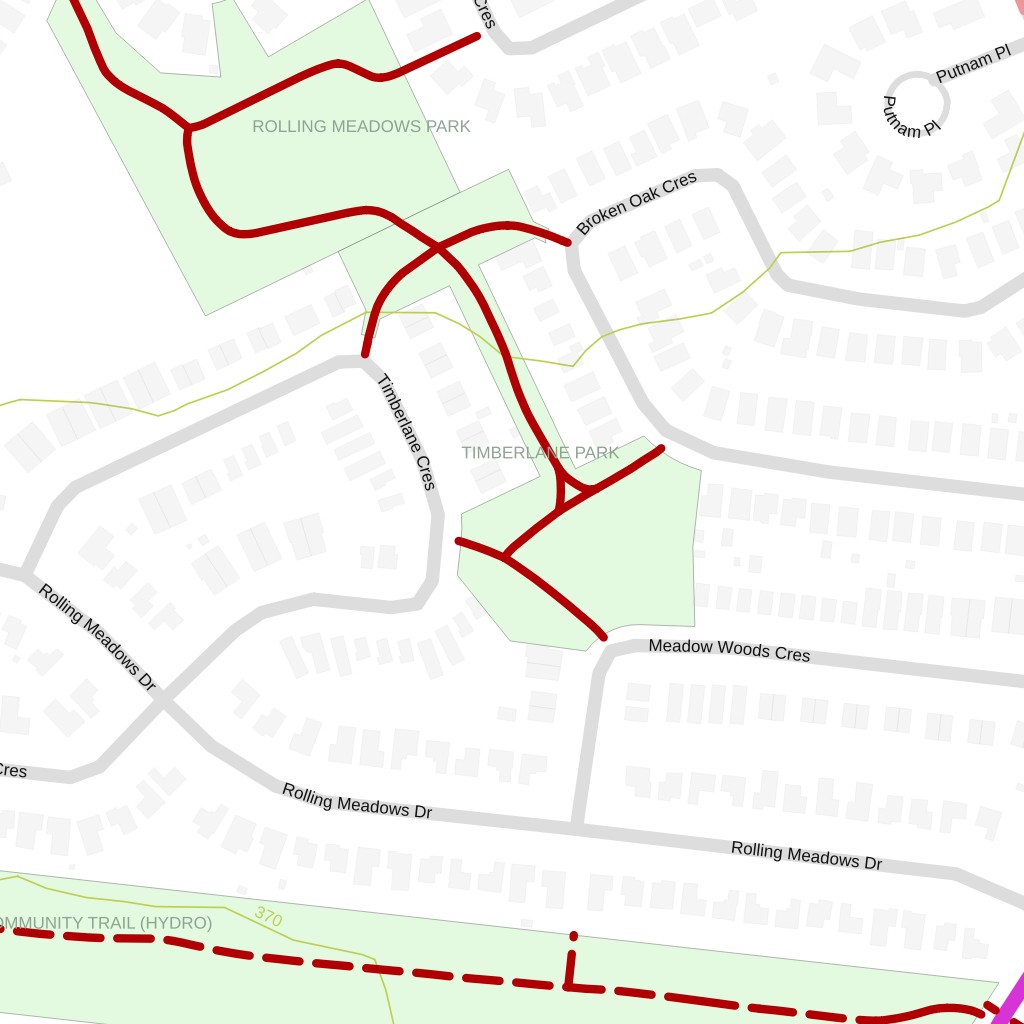 Cres
Putnam Pl
Putnam Pl
ROLLING MEADOWS PARK
Broken Oak Cres
Timberlane Cres
TIMBERLANE PARK
Rolling Meadows Dr
Meadow Woods Cres
Cres
Rolling Meadows Dr
Rolling Meadows Dr
OMMUNITY TRAIL (HYDRO)
370